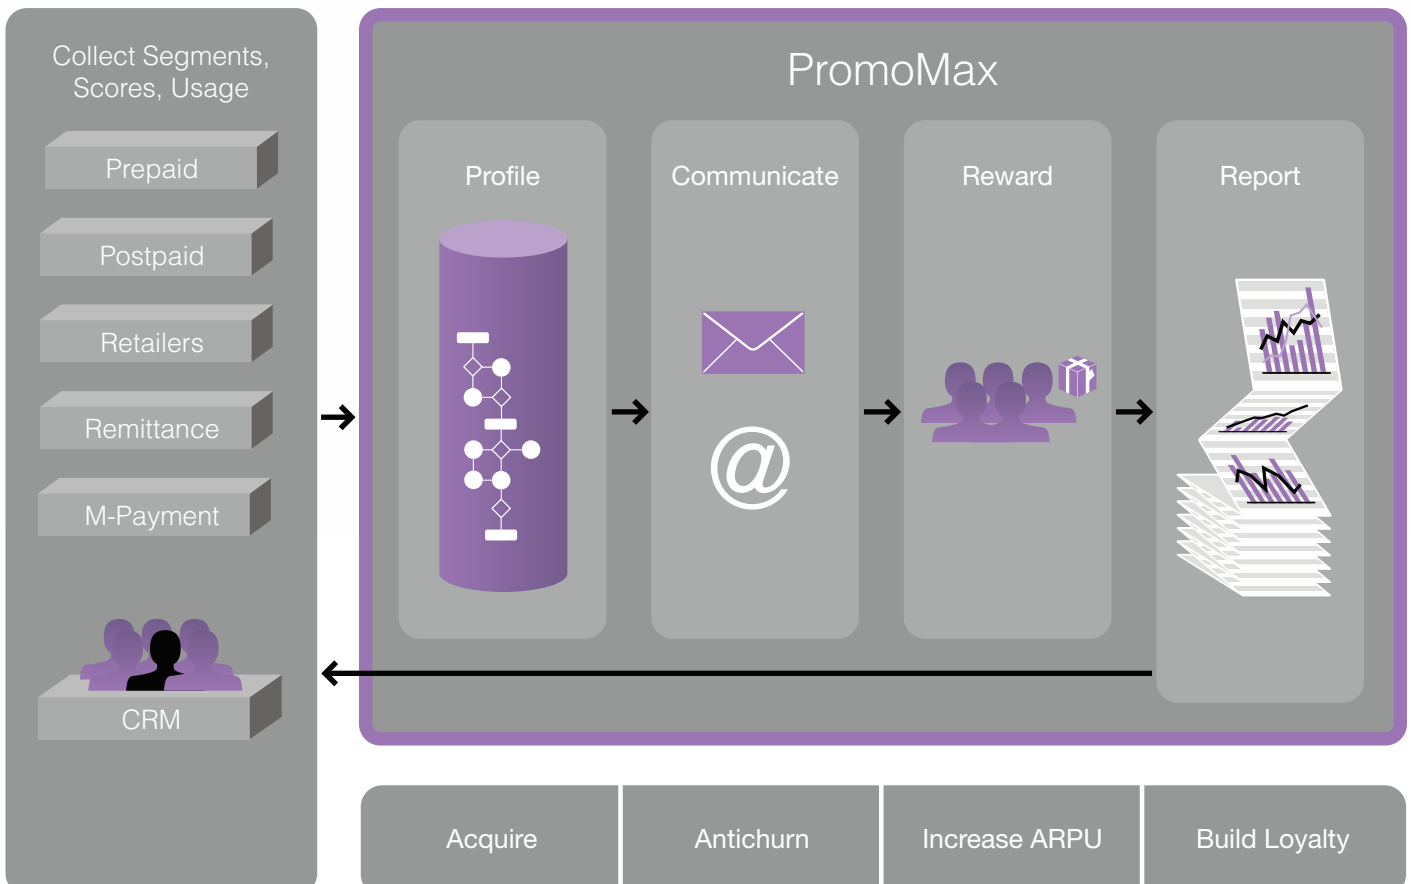 Collect Segments,
Scores, Usage
Prepaid
Postpaid
Retailers
Remittance
M-Payment
CRM
PromoMax
Profile
Communicate
@
Reward
Report
Acquire
Antichurn
Increase ARPU
Build Loyalty